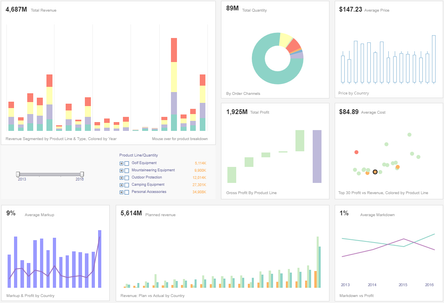 4,687M Total Revenue
Revenue Segmented by Product Line & Type, Colored by Year
Mouse over for product breakdown
89M Total Quantity
By Order Channels
$147.23 Average Price
Price by Country
2013
2016
Product Line/Quantity
Golf Equipment
Mountaineering Equipment
Outdoor Protection
Camping Equipment
Personal Accessories
1,925M Total Profit
Gross Profit By Product Line
$84.89 Average Cost
Top 30 Profit vs Revenue, Colored by Product Line
9% Average Markup
Markup & Profit by Country
5,614M Planned revenue
Revenue: Plan vs Actual by Country
1% Average Markdown
2013 2014 2015 2016
Markdown vs Profit